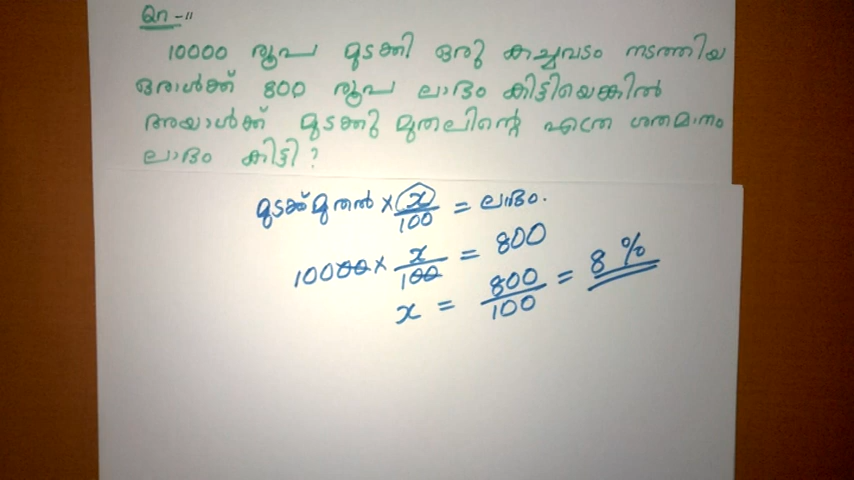 Qn - 11
10000 രൂപ മുടക്കി ഒരു കച്ചവടം നടത്തിയ
ഒരാൾക്ക് 800 രൂപ ലാഭം കിട്ടിയെങ്കിൽ
അയാൾക്ക് മുടക്കു മുതലിന്റെ എത്ര ശതമാനം
ലാഭം കിട്ടി?
മുടക്ക്മുതൽ × x/100 = ലാഭം.
10000 × x/100 = 800
x = 800/100 = 8 %